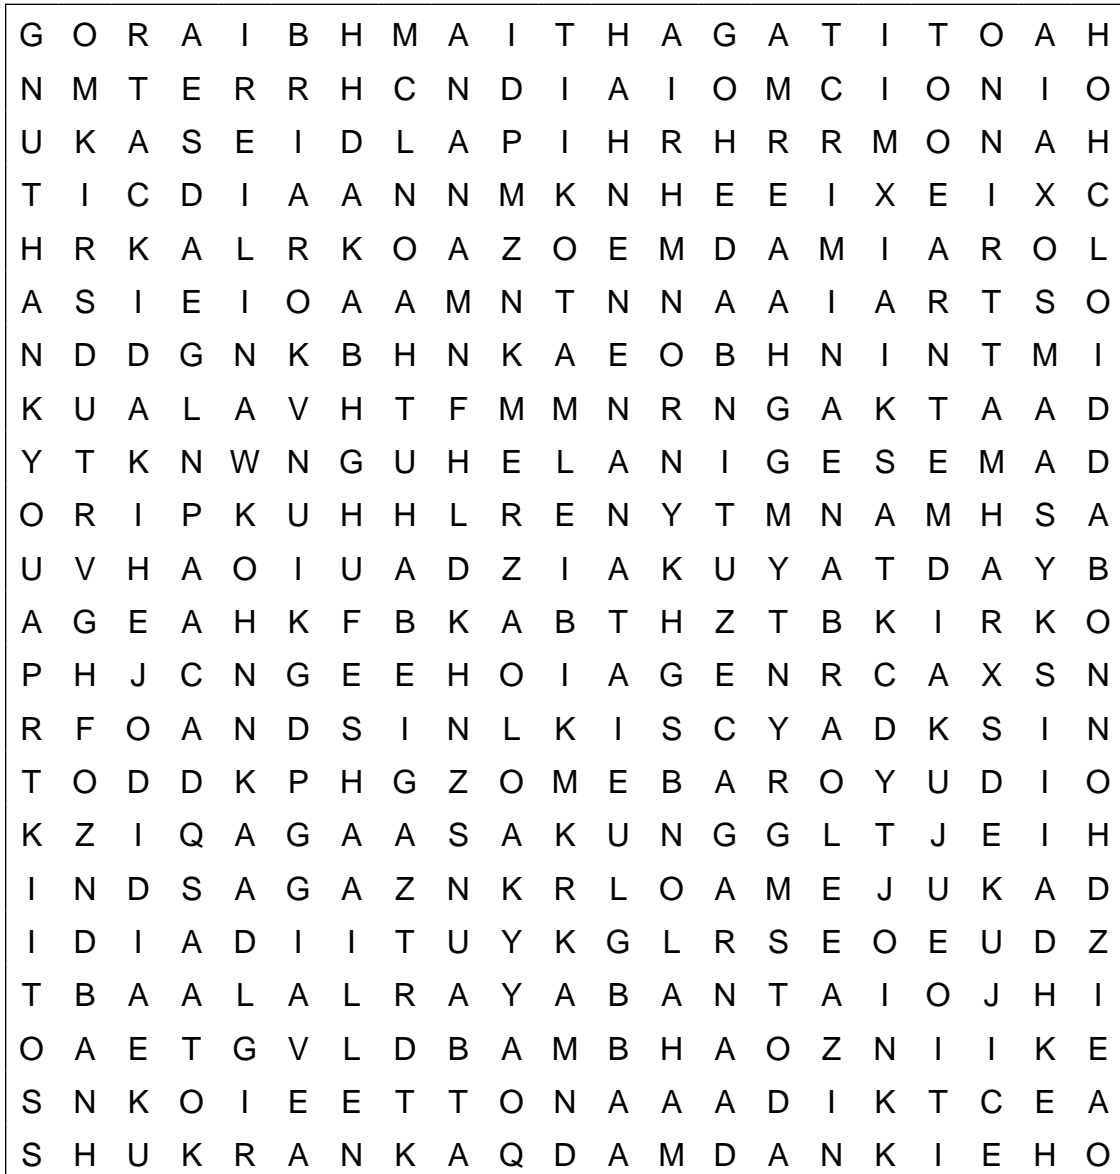 G O R A I B H M A I T H A G A T I T O A H
N M T E R R H C N D I A I O M C I O N I O
U K A S E I D L A P I H R H R R M O N A H
T I C D I A A N N M K N H E E I X E I X C
H R K A L R K O A Z O E M D A M I A R O L
A S I E I O A A M N T N N A A I A R T S O
N D D G N K B H N K A E O B H N I N T M I
K U A L A V H T F M M N R N G A K T A A D
Y T K N W N G U H E L A N I G E S E M A D
O R I P K U H H L R E N Y T M N A M H S A
U V H A O I U A D Z I A K U Y A T D A Y B
A G E A H K F B K A B T H Z T B K I R K O
P H J C N G E E H O I A G E N R C A X S N
R F O A N D S I N L K I S C Y A D K S I N
T O D D K P H G Z O M E B A R O Y U D I O
K Z I Q A G A A S A K U N G G L T J E I H
I N D S A G A Z N K R L O A M E J U K A D
I D I A D I I T U Y K G L R S E O E U D Z
T B A A L A L R A Y A B A N T A I O J H I
O A E T G V L D B A M B H A O Z N I I K E
S N K O I E E T T O N A A A D I K T C E A
S H U K R A N K A Q D A M D A N K I E H O